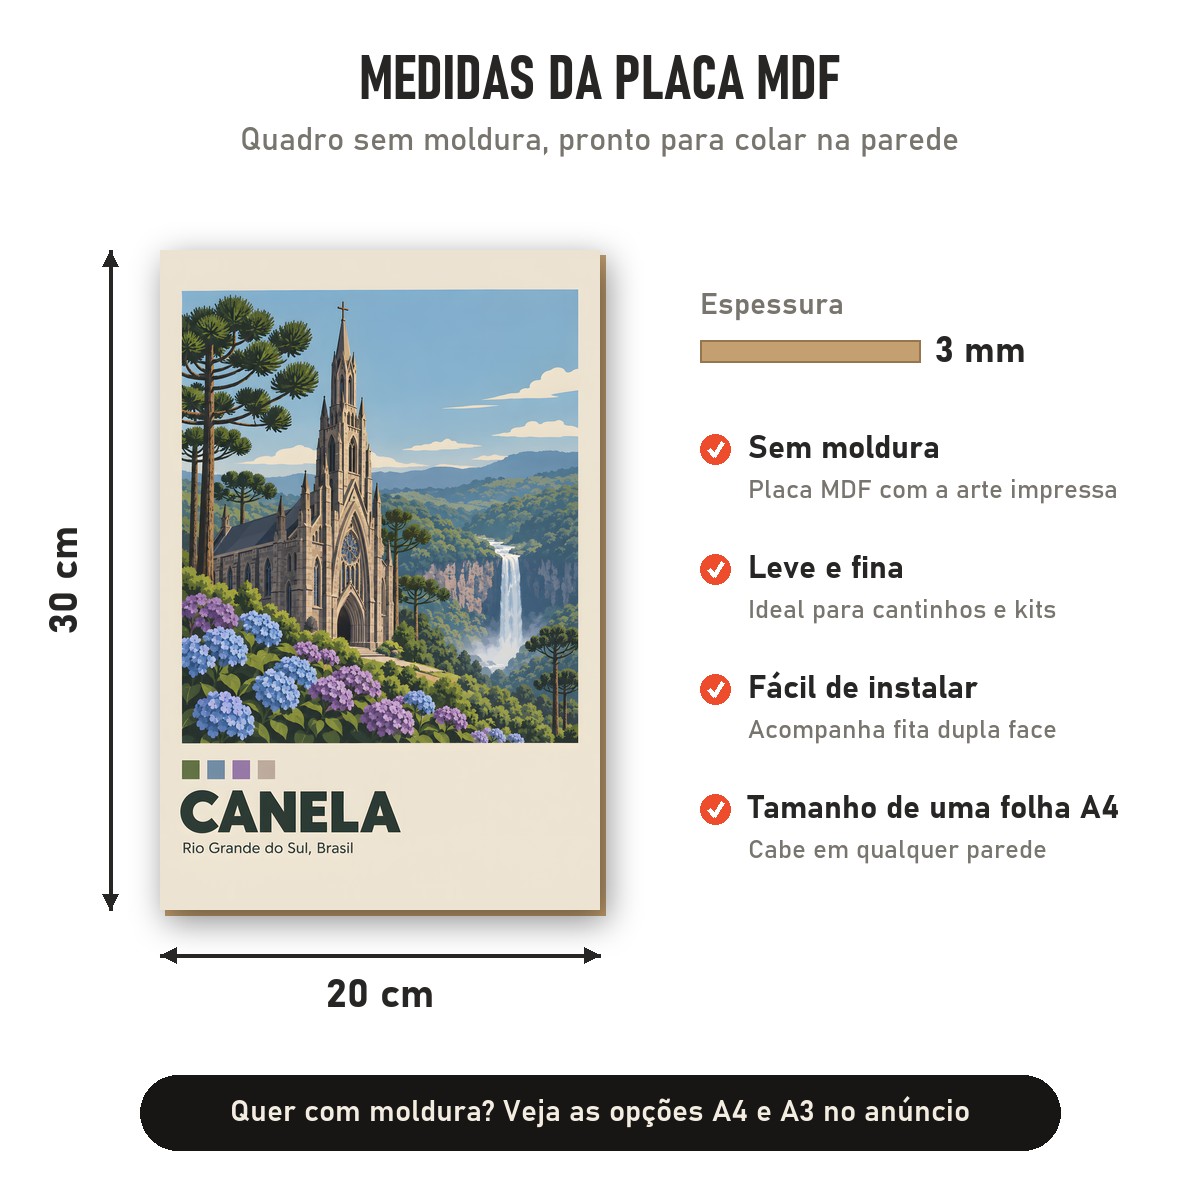 MEDIDAS DA PLACA MDF
Quadro sem moldura, pronto para colar na parede
30 cm
CANELA
Rio Grande do Sul, Brasil
20 cm
Espessura
3 mm
Sem moldura
Placa MDF com a arte impressa
Leve e fina
Ideal para cantinhos e kits
Fácil de instalar
Acompanha fita dupla face
Tamanho de uma folha A4
Cabe em qualquer parede
Quer com moldura? Veja as opções A4 e A3 no anúncio